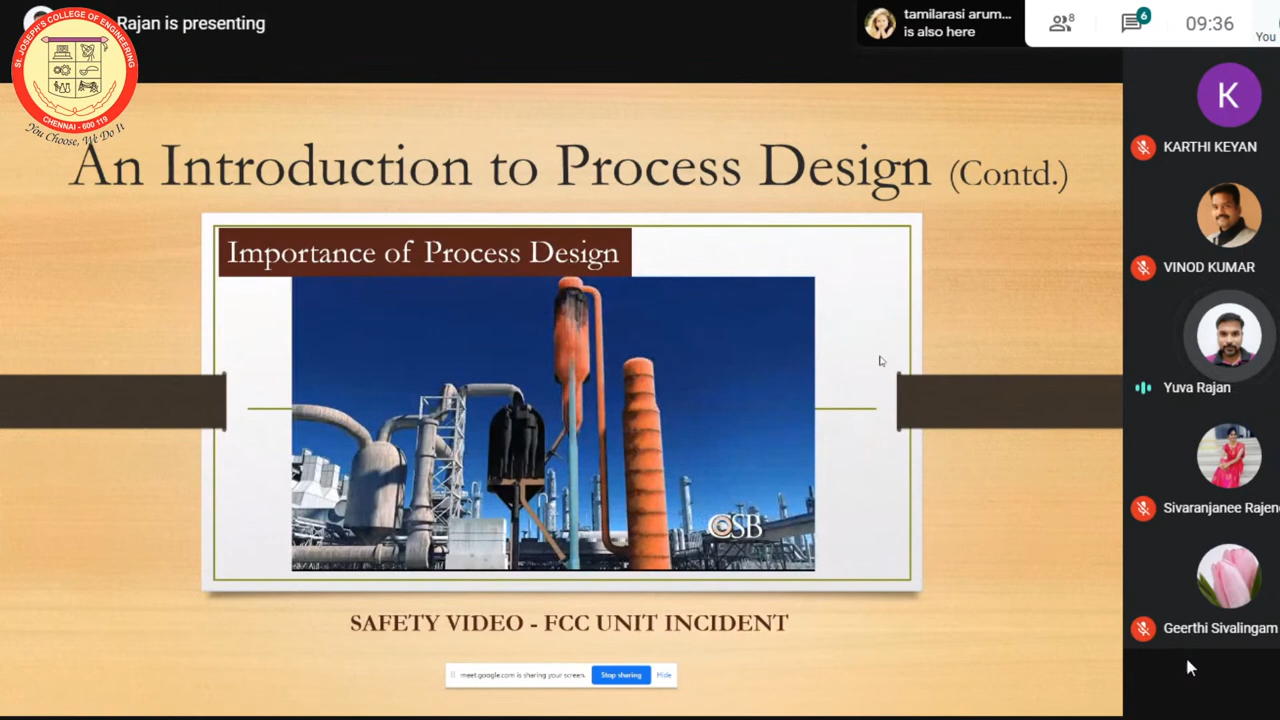 Rajan is presenting
tamilarasi arum...
is also here
8
6
09:36
You
ST. JOSEPH'S COLLEGE OF ENGINEERING
CHENNAI - 600 119
You Choose, We Do It
An Introduction to Process Design (Contd.)
Importance of Process Design
CSB
SAFETY VIDEO - FCC UNIT INCIDENT
meet.google.com is sharing your screen.
Stop sharing
Hide
K
KARTHI KEYAN
VINOD KUMAR
Yuva Rajan
Sivaranjanee Rajen
Geerthi Sivalingam